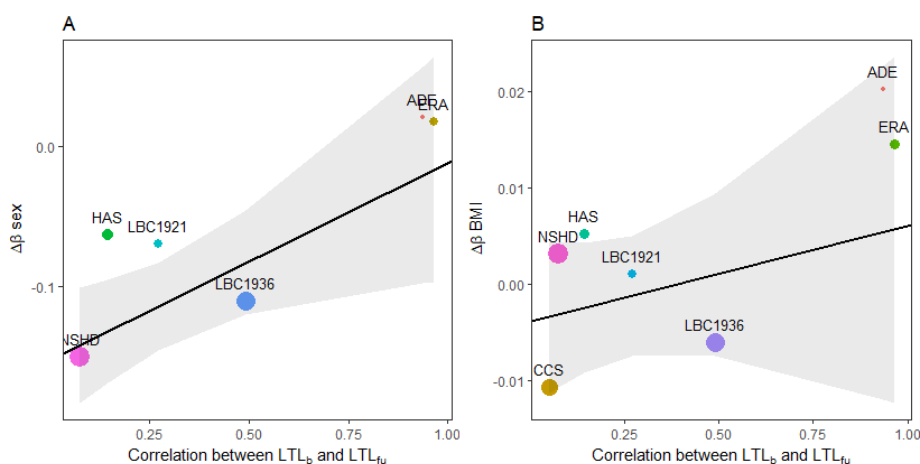 A
B
Δβ sex
0.0
-0.1
ADE
ERA
HAS
LBC1921
LBC1936
NSHD
0.25
0.50
0.75
1.00
Correlation between LTLb and LTLfu
Δβ BMI
0.02
0.01
0.00
-0.01
ADE
ERA
HAS
NSHD
LBC1921
LBC1936
CCS
0.25
0.50
0.75
1.00
Correlation between LTLb and LTLfu